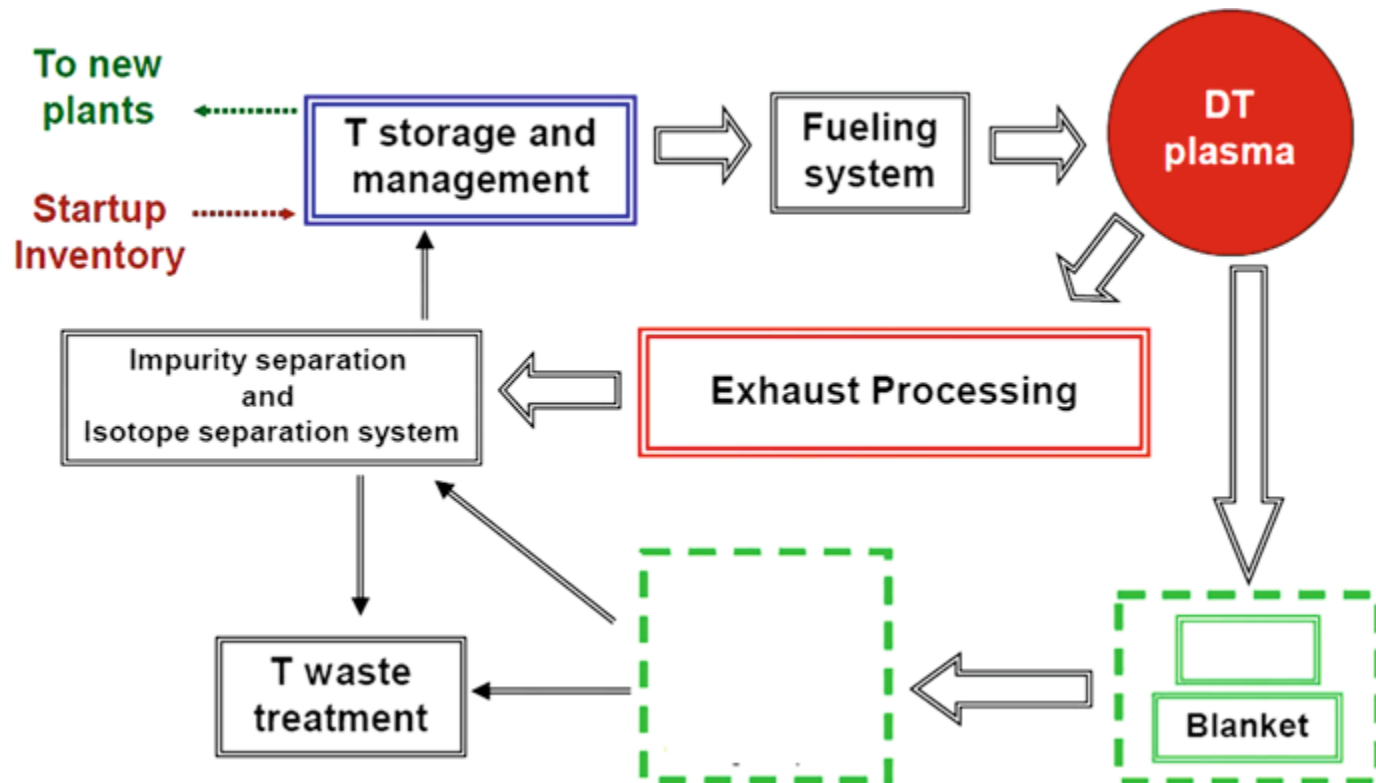 To new
plants
Startup
Inventory
T storage and
management
Fueling
system
DT
plasma
Impurity separation
and
Isotope separation system
Exhaust Processing
T waste
treatment
Blanket